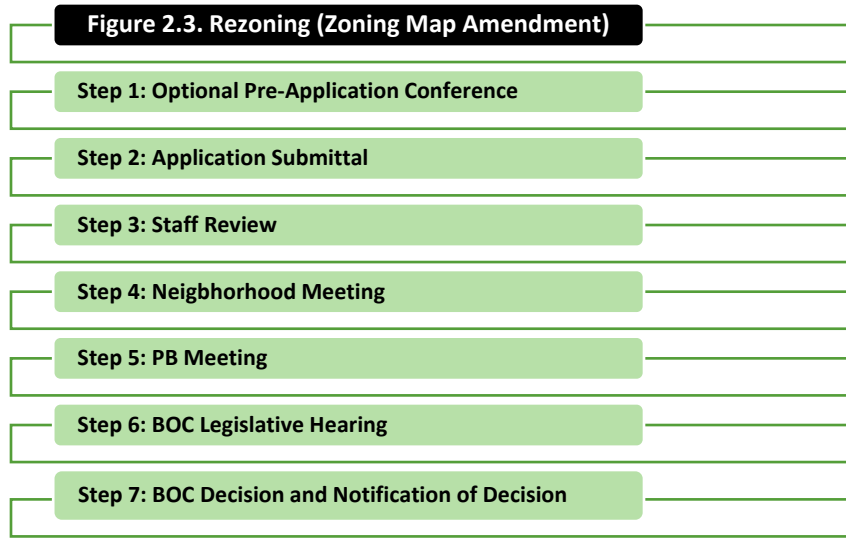 Figure 2.3. Rezoning (Zoning Map Amendment)
Step 1: Optional Pre-Application Conference
Step 2: Application Submittal
Step 3: Staff Review
Step 4: Neigbhorhood Meeting
Step 5: PB Meeting
Step 6: BOC Legislative Hearing
Step 7: BOC Decision and Notification of Decision